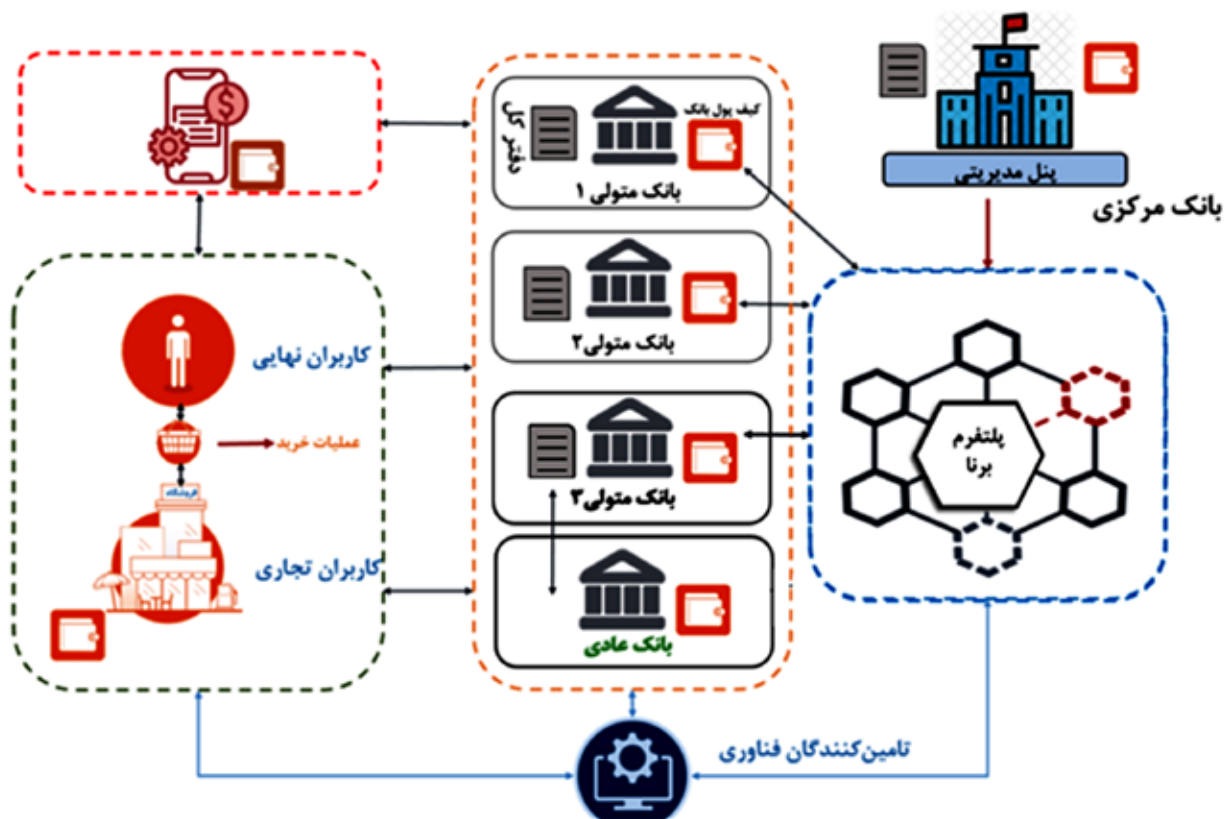 پنل مدیریتی
بانک مرکزی
کیف پول بانک
دفتر کل
بانک متولی ۱
بانک متولی۲
بانک متولی۳
بانک عادی
پلتفرم
برنا
کاربران نهایی
عملیات خرید
فروشگاه
کاربران تجاری
تامین‌کنندگان فناوری